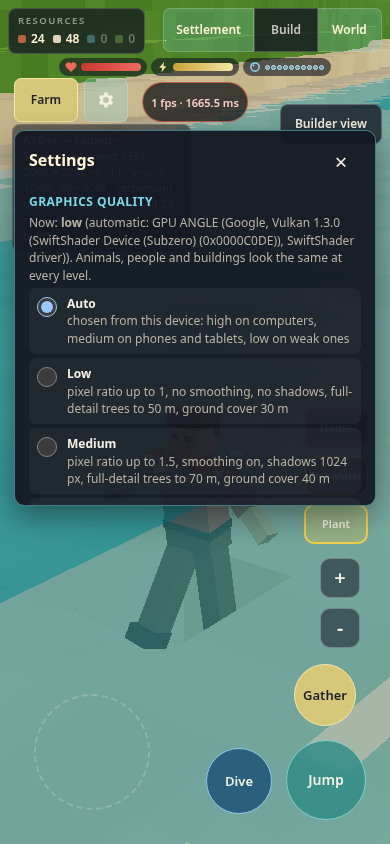 RESOURCES
24 48 0 0
Settlement Build World
Farm
1 fps · 1665.5 ms
Builder view
Settings
×
GRAPHICS QUALITY
Now: low (automatic: GPU ANGLE (Google, Vulkan 1.3.0
(SwiftShader Device (Subzero) (0x0000C0DE)), SwiftShader
driver)). Animals, people and buildings look the same at
every level.
Auto
chosen from this device: high on computers,
medium on phones and tablets, low on weak ones
Low
pixel ratio up to 1, no smoothing, no shadows, full-
detail trees to 50 m, ground cover 30 m
Medium
pixel ratio up to 1.5, smoothing on, shadows 1024
px, full-detail trees to 70 m, ground cover 40 m
Plant
+
-
Gather
Dive
Jump